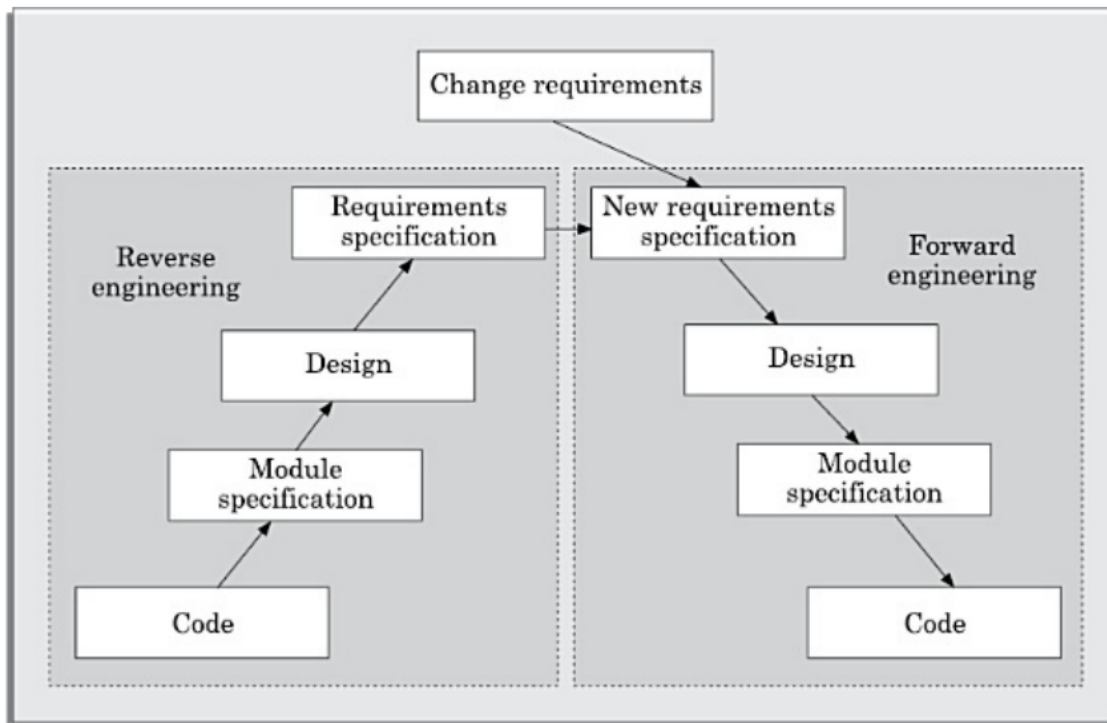 Change requirements
Requirements
specification
New requirements
specification
Reverse
engineering
Forward
engineering
Design
Design
Module
specification
Module
specification
Code
Code